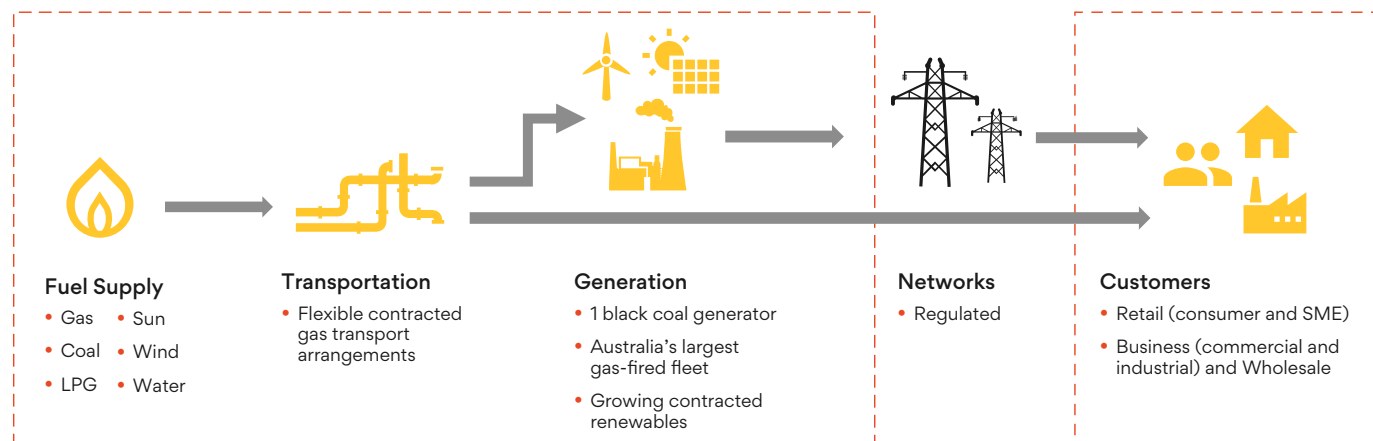 Fuel Supply
• Gas
• Coal
• LPG
• Sun
• Wind
• Water
Transportation
• Flexible contracted
gas transport
arrangements
Generation
• 1 black coal generator
• Australia's largest
gas-fired fleet
• Growing contracted
renewables
Networks
• Regulated
Customers
• Retail (consumer and SME)
• Business (commercial and
industrial) and Wholesale